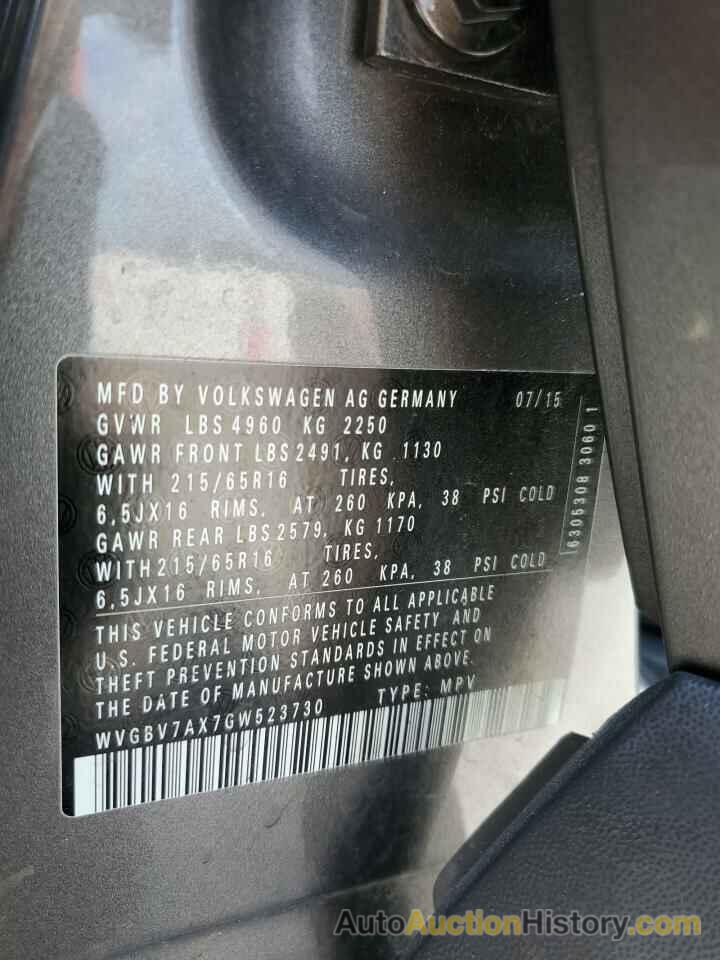 MFD BY VOLKSWAGEN AG GERMANY 07/15
GVWR LBS 4960 KG 2250
GAWR FRONT LBS 2491, KG 1130
WITH 215/65R16 TIRES,
6,5JX16 RIMS, AT 260 KPA, 38 PSI COLD
GAWR REAR LBS 2579, KG 1170
WITH 215/65R16 TIRES,
6,5JX16 RIMS, AT 260 KPA, 38 PSI COLD
THIS VEHICLE CONFORMS TO ALL APPLICABLE
U.S. FEDERAL MOTOR VEHICLE SAFETY AND
THEFT PREVENTION STANDARDS IN EFFECT ON
THE DATE OF MANUFACTURE SHOWN ABOVE.
WVGBV7AX7GW523730 TYPE: MPV
6305308 30601
AutoAuctionHistory.com